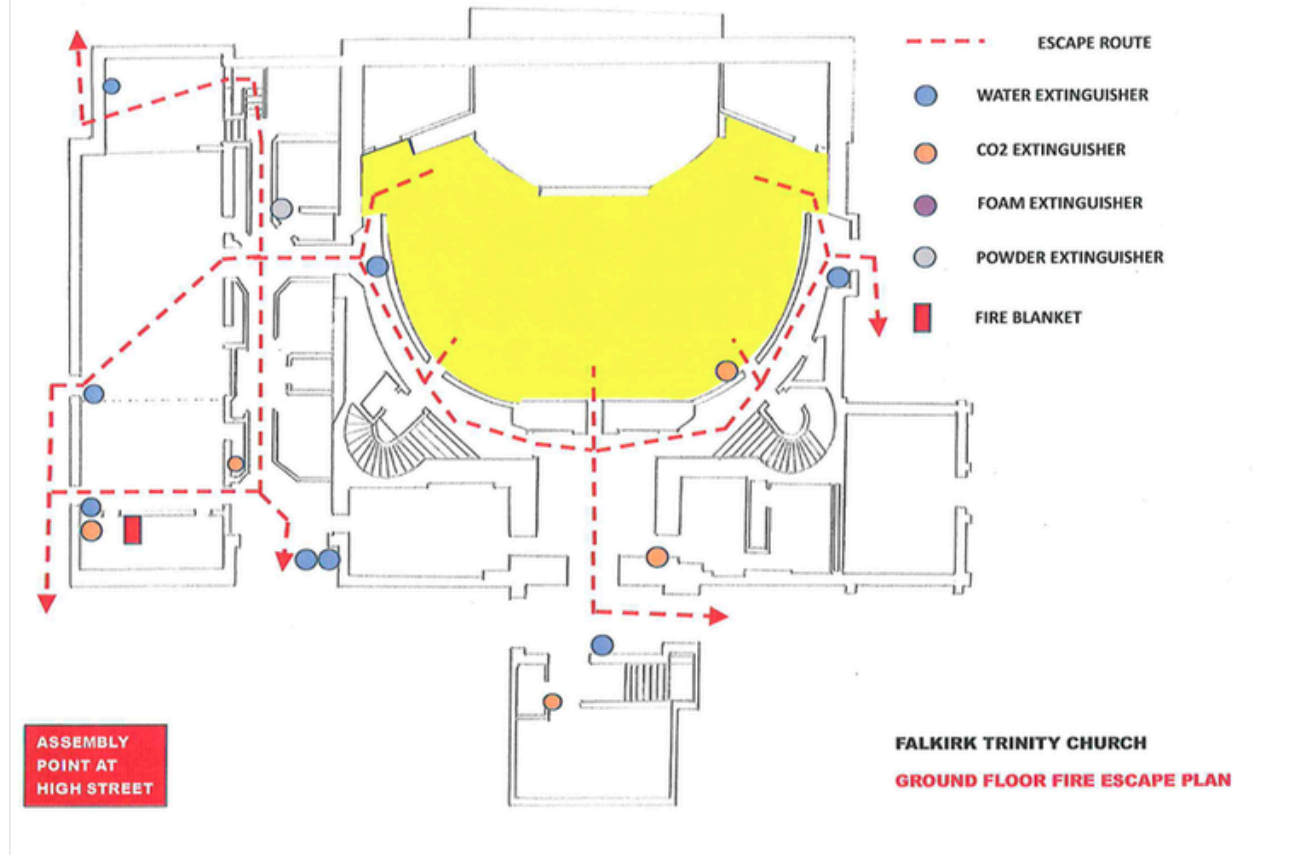 ESCAPE ROUTE
WATER EXTINGUISHER
CO2 EXTINGUISHER
FOAM EXTINGUISHER
POWDER EXTINGUISHER
FIRE BLANKET
ASSEMBLY
POINT AT
HIGH STREET
FALKIRK TRINITY CHURCH
GROUND FLOOR FIRE ESCAPE PLAN